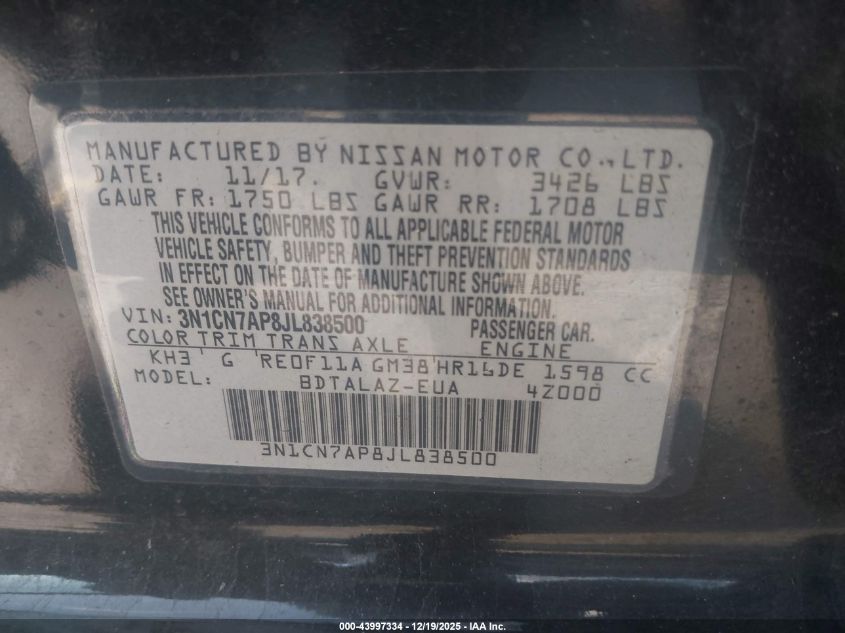 MANUFACTURED BY NISSAN MOTOR CO., LTD.
DATE: 11/17. GVWR: 3426 LBS
GAWR FR: 1750 LBS GAWR RR: 1708 LBS
THIS VEHICLE CONFORMS TO ALL APPLICABLE FEDERAL MOTOR
VEHICLE SAFETY, BUMPER AND THEFT PREVENTION STANDARDS
IN EFFECT ON THE DATE OF MANUFACTURE SHOWN ABOVE.
SEE OWNER'S MANUAL FOR ADDITIONAL INFORMATION.
VIN: 3N1CN7AP8JL838500 PASSENGER CAR.
COLOR TRIM TRANS AXLE ENGINE
KH3 G RE0F11A GM38 HR16DE 1598 CC
MODEL: BDTALAZ-EUA 4Z000
3N1CN7AP8JL838500
000-43997334 - 12/19/2025 - IAA Inc.